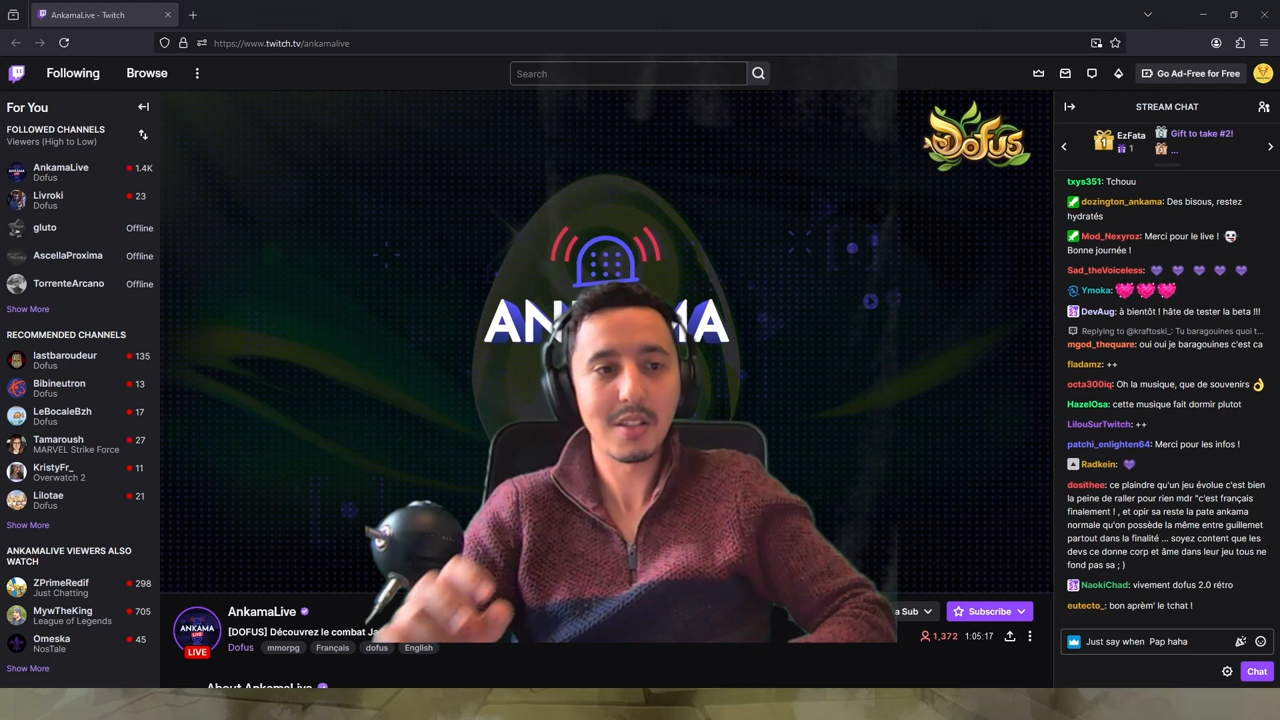 AnkamaLive - Twitch
https://www.twitch.tv/ankamalive
Following
Browse
Search
Go Ad-Free for Free
For You
FOLLOWED CHANNELS
Viewers (High to Low)
AnkamaLive
1.4K
Dofus
Livroki
23
Dofus
gluto
Offline
AscellaProxima
Offline
TorrenteArcano
Offline
Show More
RECOMMENDED CHANNELS
lastbaroudeur
135
Dofus
Bibineutron
13
Dofus
LeBocaleBzh
17
Dofus
Tamaroush
27
MARVEL Strike Force
KristyFr_
11
Overwatch 2
Lilotae
21
Dofus
Show More
ANKAMALIVE VIEWERS ALSO
WATCH
ZPrimeRedif
298
Just Chatting
MywTheKing
705
League of Legends
Omeska
45
NosTale
Show More
Dofus
ANKAMA
ANKAMA
LIVE
LIVE
AnkamaLive
[DOFUS] Découvrez le combat Ja
Dofus
mmorpg
Français
dofus
English
a Sub
Subscribe
1,372
1:05:17
About AnkamaLive
STREAM CHAT
EzFata
1
1
Gift to take #2!
...
txys351: Tchouu
dozington_ankama: Des bisous, restez
hydratés
Mod_Nexyroz: Merci pour le live !
Bonne journée !
Sad_theVoiceless:
Ymoka:
DevAug: à bientôt ! hâte de tester la beta !!!
Replying to @kraftoski_: Tu baragouines quoi t...
mgod_thequare: oui oui je baragouines c'est ca
fladamz: ++
octa300iq: Oh la musique, que de souvenirs
HazelOsa: cette musique fait dormir plutot
LilouSurTwitch: ++
patchi_enlighten64: Merci pour les infos !
Radkein:
dosithee: ce plaindre qu'un jeu évolue c'est bien
la peine de raller pour rien mdr "c'est français
finalement ! , et opir sa reste la pate ankama
normale qu'on possède la même entre guillemet
partout dans la finalité ... soyez content que les
devs ce donne corp et âme dans leur jeu tous ne
fond pas sa ; )
NaokiChad: vivement dofus 2.0 rétro
eutecto_: bon aprèm' le tchat !
Just say when Pap haha
Chat